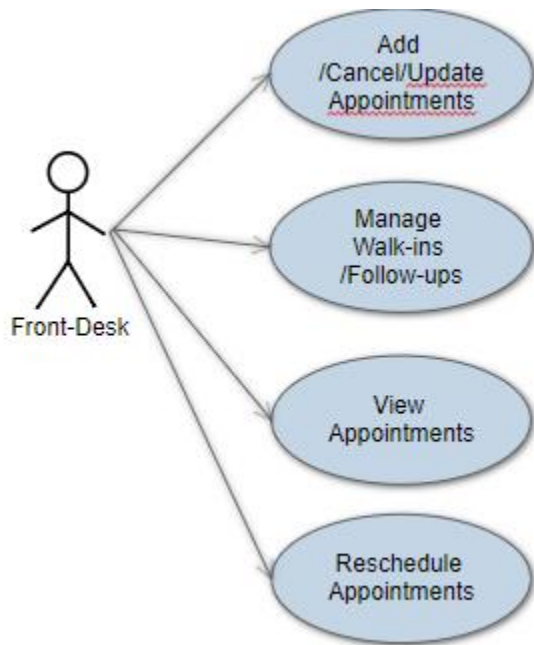 Add
/Cancel/Update
Appointments
Manage
Walk-ins
/Follow-ups
Front-Desk
View
Appointments
Reschedule
Appointments